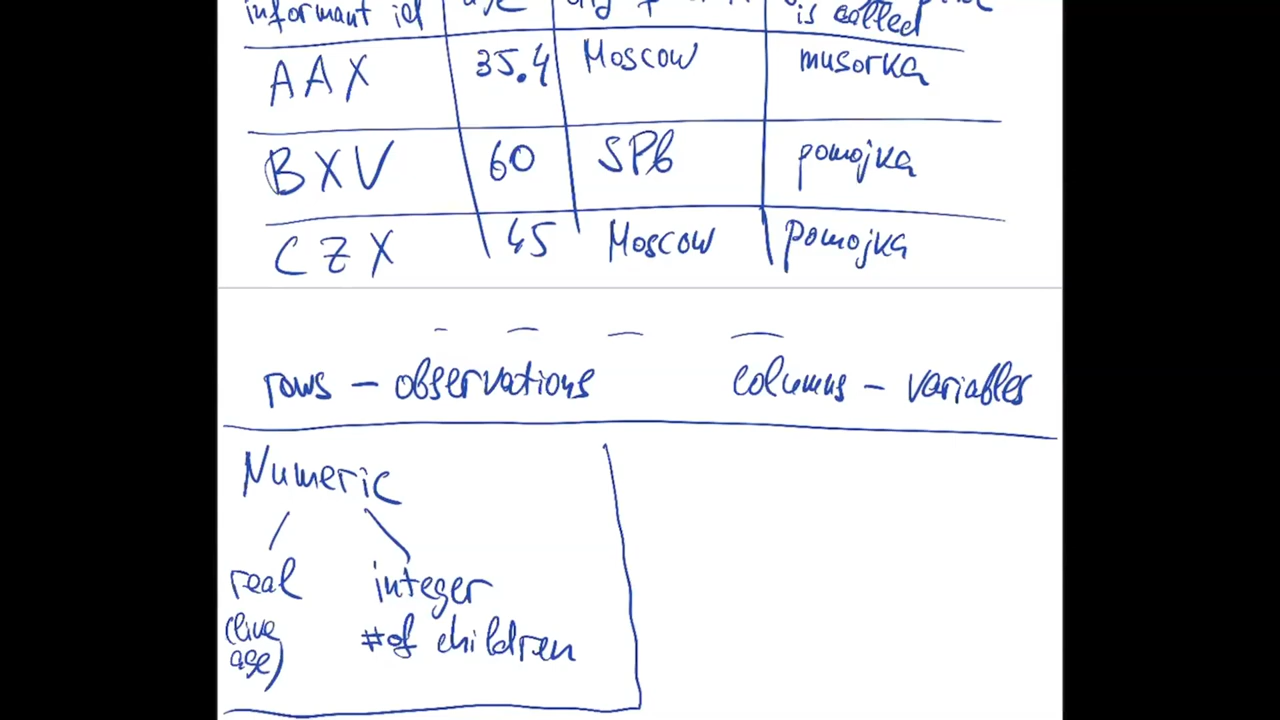 informant id is called
AAX 35.4 Moscow musorka
BXV 60 SPb pomojka
CZX 45 Moscow pomojka
rows – observations columns – variables
Numeric
real integer
(live # of children
age)